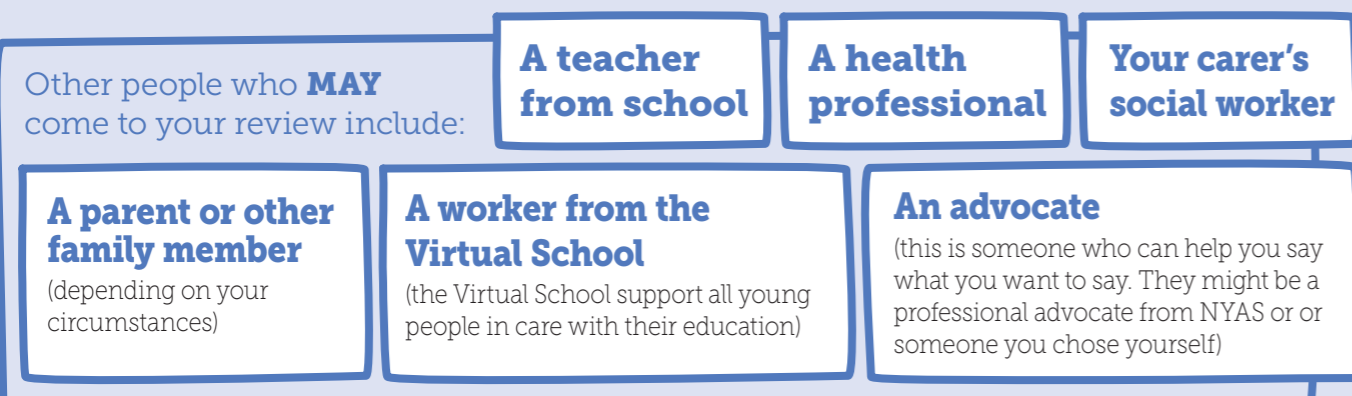 Other people who MAY
come to your review include:
A teacher
from school
A health
professional
Your carer's
social worker
A parent or other
family member
(depending on your
circumstances)
A worker from the
Virtual School
(the Virtual School support all young
people in care with their education)
An advocate
(this is someone who can help you say
what you want to say. They might be a
professional advocate from NYAS or or
someone you chose yourself)